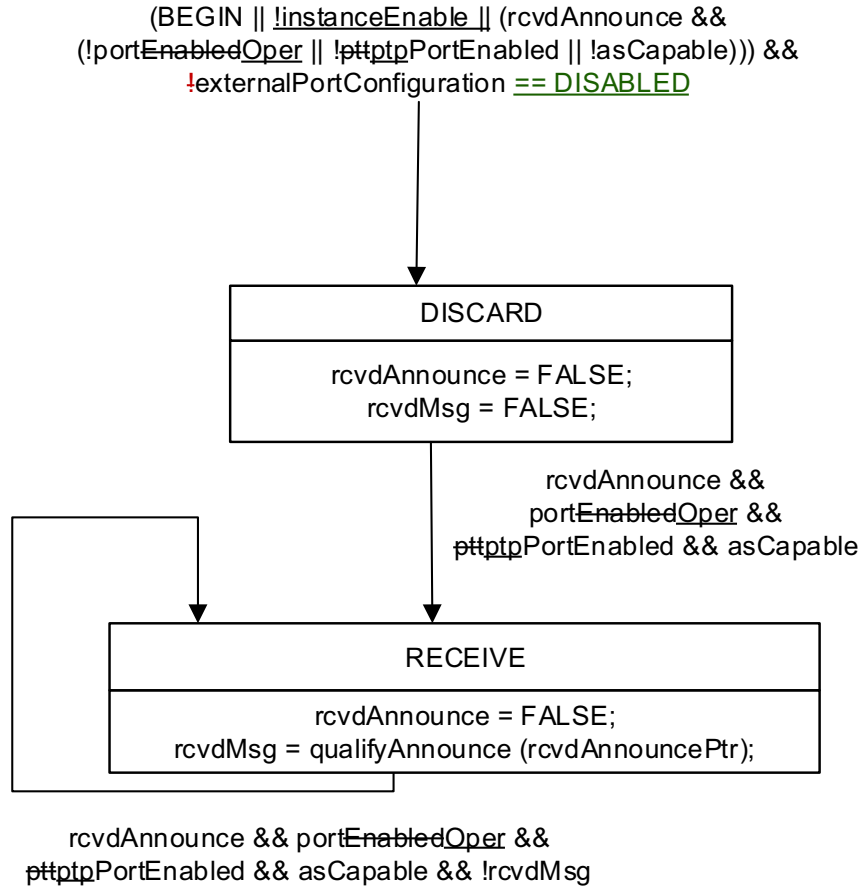 (BEGIN || !instanceEnable || (rcvdAnnounce &&
(!portEnabledOper || !pttptpPortEnabled || !asCapable))) &&
!externalPortConfiguration == DISABLED
DISCARD
rcvdAnnounce = FALSE;
rcvdMsg = FALSE;
rcvdAnnounce &&
portEnabledOper &&
pttptpPortEnabled && asCapable
RECEIVE
rcvdAnnounce = FALSE;
rcvdMsg = qualifyAnnounce (rcvdAnnouncePtr);
rcvdAnnounce && portEnabledOper &&
pttptpPortEnabled && asCapable && !rcvdMsg